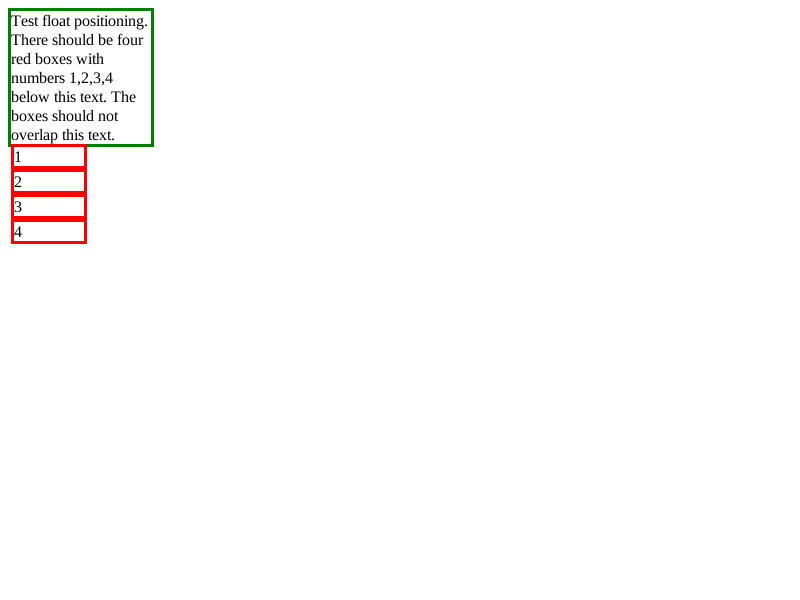 Test float positioning.
There should be four
red boxes with
numbers 1,2,3,4
below this text. The
boxes should not
overlap this text.
1
2
3
4